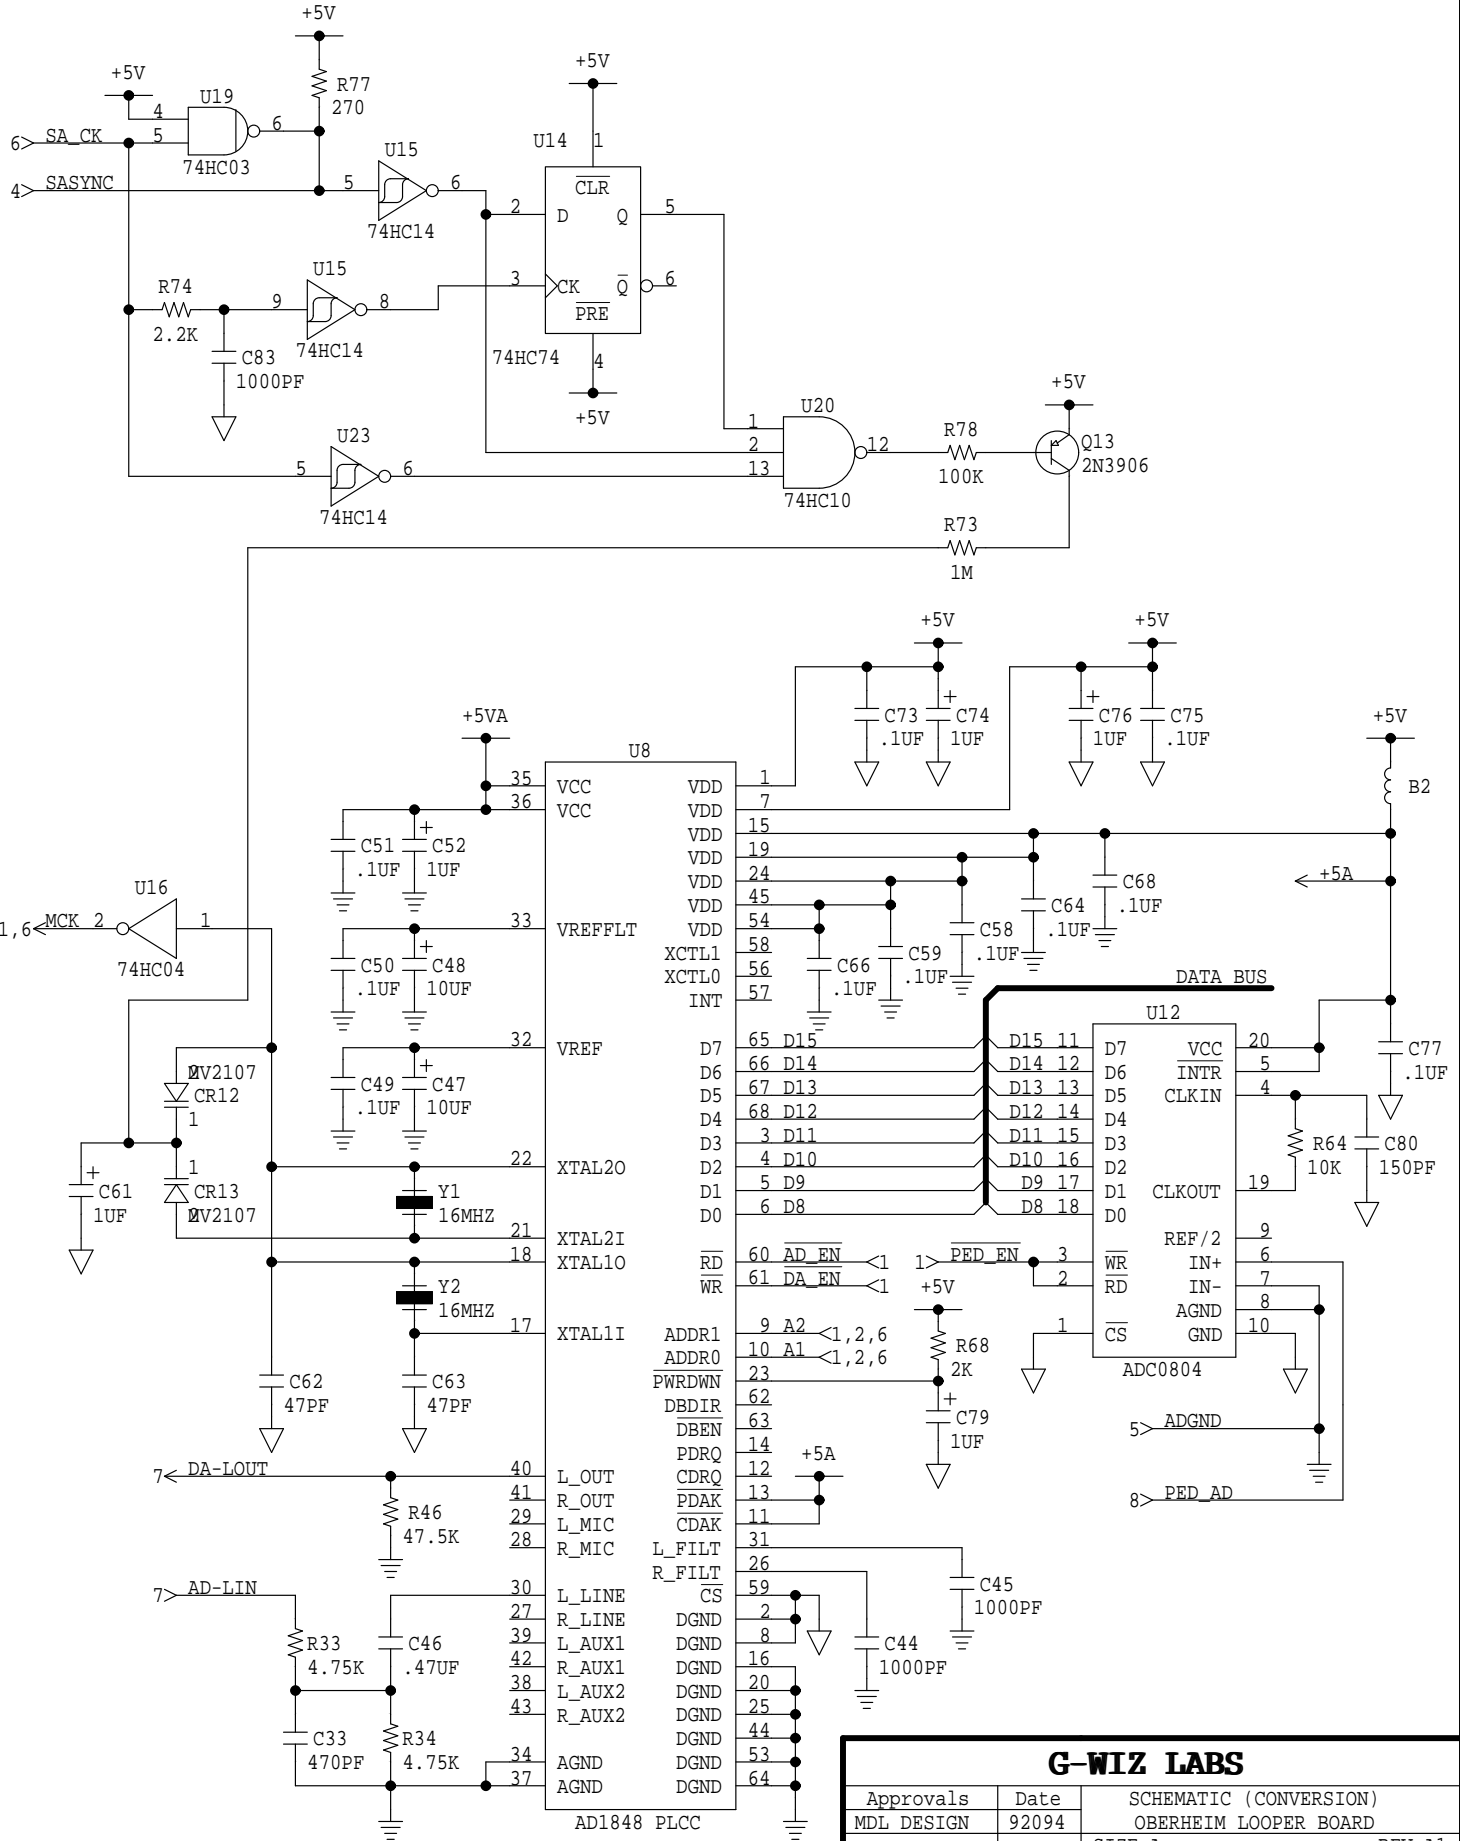 +5V
+5V
+5V
R77
270
U19
4
5
6
74HC03
6> SA_CK
4> SASYNC
U14
1
CLR
D
Q
CK
Q
PRE
2
3
5
6
4
74HC74
+5V
U15
5
6
74HC14
R74
2.2K
U15
9
8
74HC14
C83
1000PF
U23
5
6
74HC14
U20
1
2
13
12
74HC10
R78
100K
+5V
Q13
2N3906
R73
1M
+5V
+5V
C73
.1UF
+
C74
1UF
+
C76
1UF
C75
.1UF
+5V
B2
+5VA
U8
35 VCC
36 VCC
C51
.1UF
+
C52
1UF
VDD 1
VDD 7
VDD 15
VDD 19
VDD 24
VDD 45
VDD 54
XCTL1 58
XCTL0 56
INT 57
+5A
C68
.1UF
C64
.1UF
C58
.1UF
C59
.1UF
C66
.1UF
U16
1,6 MCK 2
1
74HC04
33 VREFFLT
C50
.1UF
+
C48
10UF
32 VREF
C49
.1UF
+
C47
10UF
DATA BUS
U12
D7 65 D15
D6 66 D14
D5 67 D13
D4 68 D12
D3 3 D11
D2 4 D10
D1 5 D9
D0 6 D8
D15 11 D7
D14 12 D6
D13 13 D5
D12 14 D4
D11 15 D3
D10 16 D2
D9 17 D1
D8 18 D0
VCC 20
INTR 5
CLKIN 4
C77
.1UF
R64
10K
C80
150PF
CLKOUT 19
REF/2 9
IN+ 6
IN- 7
AGND 8
GND 10
MV2107
CR12
1
1
CR13
MV2107
+
C61
1UF
22 XTAL2O
Y1
16MHZ
21 XTAL2I
18 XTAL1O
Y2
16MHZ
17 XTAL1I
C62
47PF
C63
47PF
RD 60 AD_EN <1
WR 61 DA_EN <1
1> PED_EN 3 WR
2 RD
1 CS
ADC0804
+5V
R68
2K
+
C79
1UF
ADDR1 9 A2 <1,2,6
ADDR0 10 A1 <1,2,6
PWRDWN 23
DBDIR 62
DBEN 63
PDRQ 14
CDRQ 12
PDAK 13
CDAK 11
L_FILT 31
R_FILT 26
CS 59
DGND 2
DGND 8
DGND 16
DGND 20
DGND 25
DGND 44
DGND 53
DGND 64
+5A
5> ADGND
8> PED_AD
C45
1000PF
C44
1000PF
7< DA-LOUT
40 L_OUT
41 R_OUT
29 L_MIC
28 R_MIC
R46
47.5K
7> AD-LIN
30 L_LINE
27 R_LINE
39 L_AUX1
42 R_AUX1
38 L_AUX2
43 R_AUX2
34 AGND
37 AGND
R33
4.75K
C46
.47UF
C33
470PF
R34
4.75K
AD1848 PLCC
G-WIZ LABS
Approvals Date SCHEMATIC (CONVERSION)
MDL DESIGN 92094 OBERHEIM LOOPER BOARD